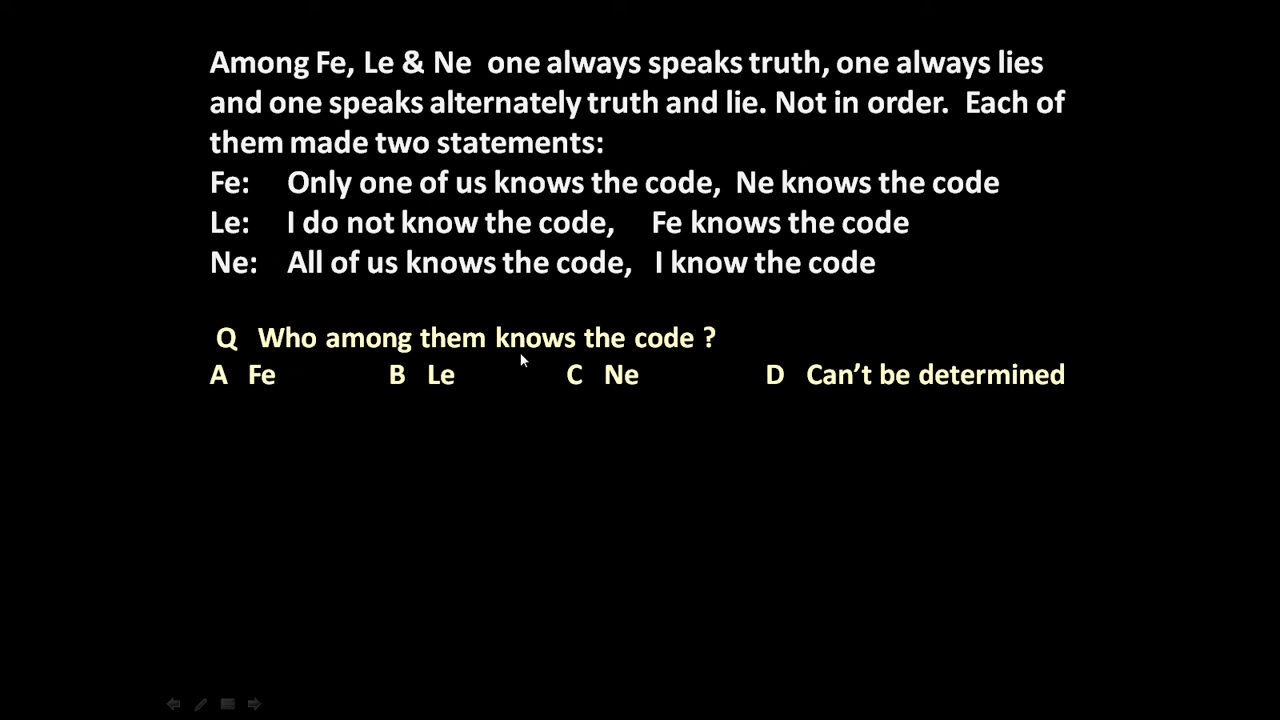 Among Fe, Le & Ne one always speaks truth, one always lies
and one speaks alternately truth and lie. Not in order. Each of
them made two statements:
Fe: Only one of us knows the code, Ne knows the code
Le: I do not know the code, Fe knows the code
Ne: All of us knows the code, I know the code
Q Who among them knows the code ?
A Fe B Le C Ne D Can't be determined